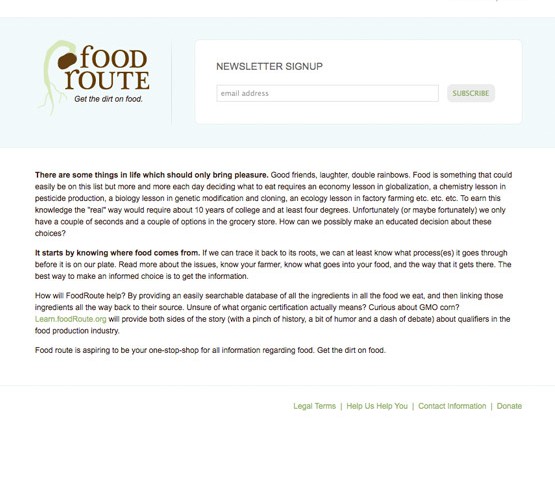 food
route
Get the dirt on food.
NEWSLETTER SIGNUP
email address
SUBSCRIBE
There are some things in life which should only bring pleasure. Good friends, laughter, double rainbows. Food is something that could
easily be on this list but more and more each day deciding what to eat requires an economy lesson in globalization, a chemistry lesson in
pesticide production, a biology lesson in genetic modification and cloning, an ecology lesson in factory farming etc. etc. etc. To earn this
knowledge the "real" way would require about 10 years of college and at least four degrees. Unfortunately (or maybe fortunately) we only
have a couple of seconds and a couple of options in the grocery store. How can we possibly make an educated decision about these
choices?
It starts by knowing where food comes from. If we can trace it back to its roots, we can at least know what process(es) it goes through
before it is on our plate. Read more about the issues, know your farmer, know what goes into your food, and the way that it gets there. The
best way to make an informed choice is to get the information.
How will FoodRoute help? By providing an easily searchable database of all the ingredients in all the food we eat, and then linking those
ingredients all the way back to their source. Unsure of what organic certification actually means? Curious about GMO corn?
Learn.foodRoute.org will provide both sides of the story (with a pinch of history, a bit of humor and a dash of debate) about qualifiers in the
food production industry.
Food route is aspiring to be your one-stop-shop for all information regarding food. Get the dirt on food.
Legal Terms | Help Us Help You | Contact Information | Donate